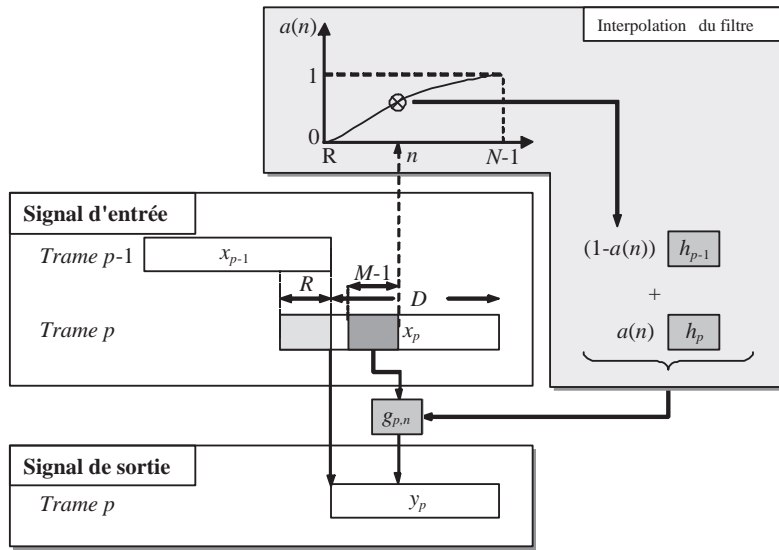 Interpolation du filtre
a(n)
1
0
R
n
N-1
Signal d'entrée
Trame p-1
x_{p-1}
R
M-1
D
Trame p
x_p
(1-a(n)) h_{p-1}
+
a(n) h_p
g_{p,n}
Signal de sortie
Trame p
y_p